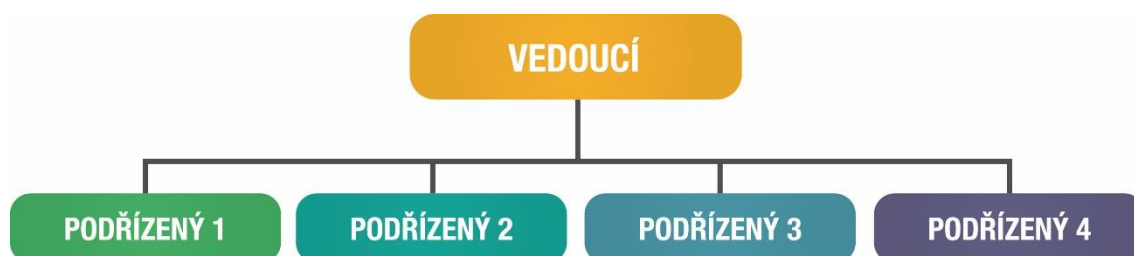 VEDOUCÍ
PODŘÍZENÝ 1
PODŘÍZENÝ 2
PODŘÍZENÝ 3
PODŘÍZENÝ 4